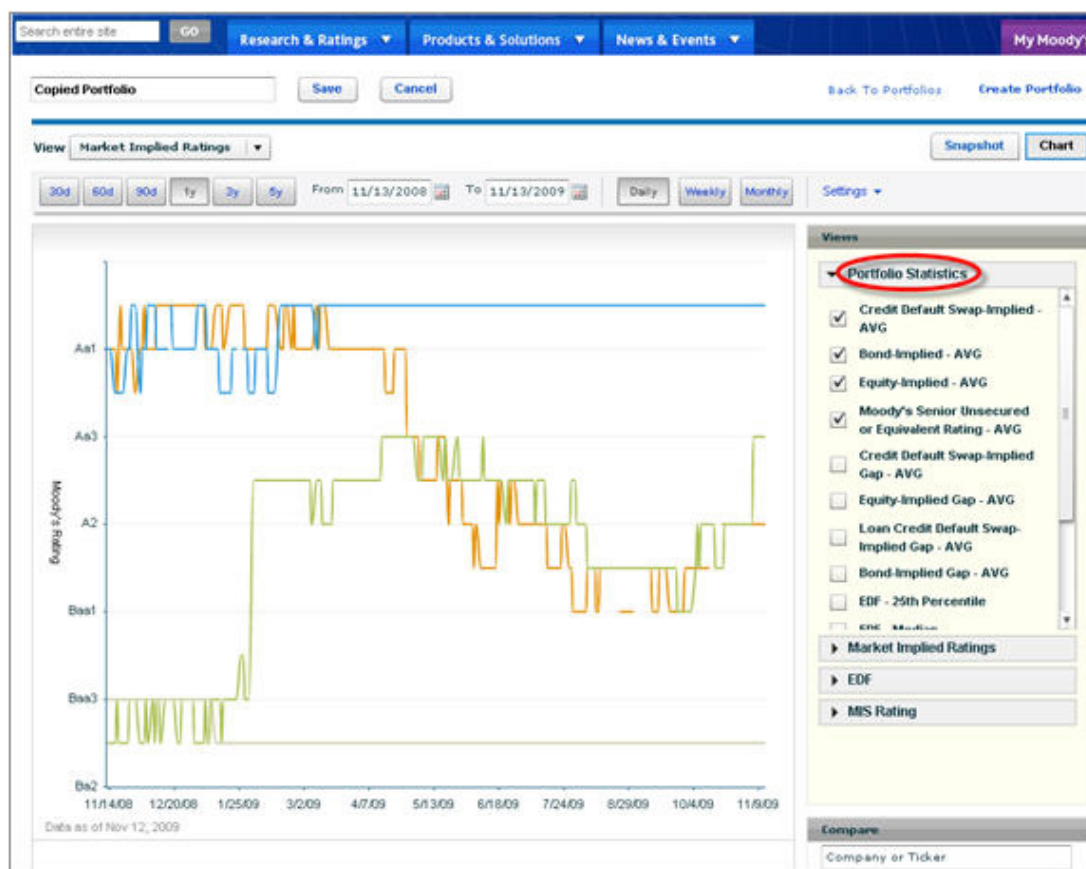 Search entire site GO Research & Ratings Products & Solutions News & Events My Moody's
Copied Portfolio Save Cancel Back To Portfolios Create Portfolio
View Market Implied Ratings Snapshot Chart
30d 60d 90d 1y 3y 5y From 11/13/2008 To 11/13/2009 Daily Weekly Monthly Settings
Views
Portfolio Statistics
Credit Default Swap-Implied -
AVG
Bond-Implied - AVG
Equity-Implied - AVG
Moody's Senior Unsecured
or Equivalent Rating - AVG
Credit Default Swap-Implied
Gap - AVG
Equity-Implied Gap - AVG
Loan Credit Default Swap-
Implied Gap - AVG
Bond-Implied Gap - AVG
EDF - 25th Percentile
EDF - Median
Market Implied Ratings
EDF
MIS Rating
Moody's Rating
Aa1
Aa3
A2
Baa1
Baa3
Ba2
11/14/08 12/20/08 1/25/09 3/2/09 4/7/09 5/13/09 6/18/09 7/24/09 8/29/09 10/4/09 11/9/09
Data as of Nov 12, 2009
Compare
Company or Ticker